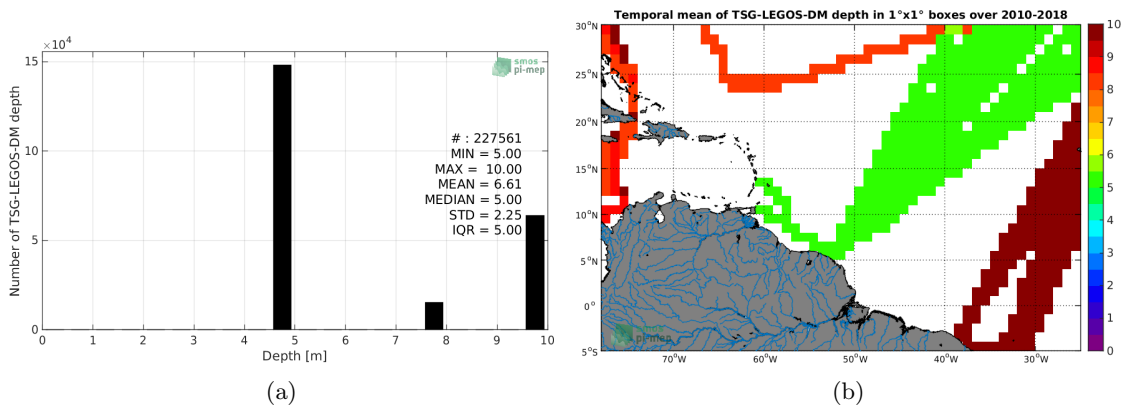 ×10⁴
15
10
5
0
Number of TSG-LEGOS-DM depth
smos
pi-mep
# : 227561
MIN = 5.00
MAX = 10.00
MEAN = 6.61
MEDIAN = 5.00
STD = 2.25
IQR = 5.00
0 1 2 3 4 5 6 7 8 9 10
Depth [m]
(a)
Temporal mean of TSG-LEGOS-DM depth in 1°x1° boxes over 2010-2018
30°N
25°N
20°N
15°N
10°N
5°N
0°
5°S
smos
pi-mep
70°W 60°W 50°W 40°W 30°W
10
9
8
7
6
5
4
3
2
1
0
(b)